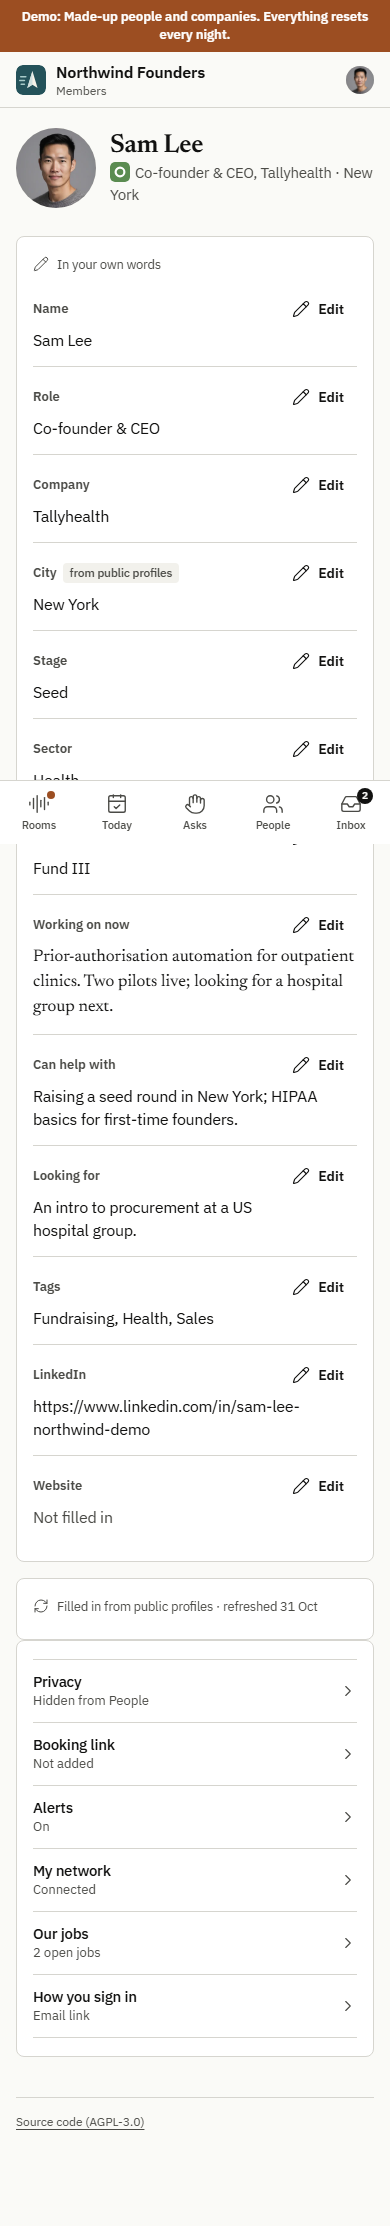 Demo: Made-up people and companies. Everything resets
every night.
Northwind Founders
Members
Sam Lee
Co-founder & CEO, Tallyhealth · New
York
In your own words
Name
Edit
Sam Lee
Role
Edit
Co-founder & CEO
Company
Edit
Tallyhealth
City
from public profiles
Edit
New York
Stage
Edit
Seed
Sector
Edit
Health
Rooms
Today
Asks
People
2
Inbox
Fund III
Working on now
Edit
Prior-authorisation automation for outpatient
clinics. Two pilots live; looking for a hospital
group next.
Can help with
Edit
Raising a seed round in New York; HIPAA
basics for first-time founders.
Looking for
Edit
An intro to procurement at a US
hospital group.
Tags
Edit
Fundraising, Health, Sales
LinkedIn
Edit
https://www.linkedin.com/in/sam-lee-
northwind-demo
Website
Edit
Not filled in
Filled in from public profiles · refreshed 31 Oct
Privacy
Hidden from People
Booking link
Not added
Alerts
On
My network
Connected
Our jobs
2 open jobs
How you sign in
Email link
Source code (AGPL-3.0)